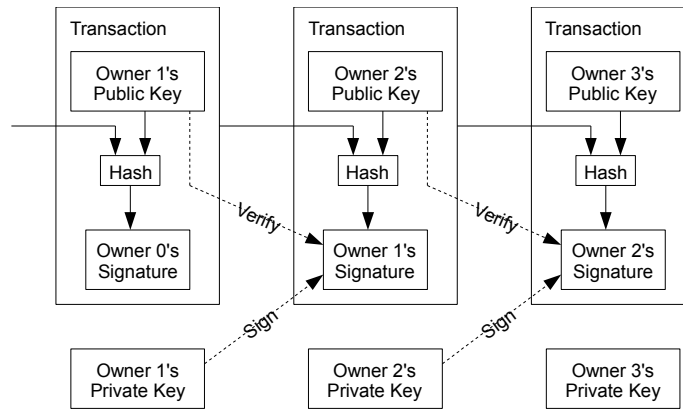 Transaction
Owner 1's
Public Key
Hash
Owner 0's
Signature
Transaction
Owner 2's
Public Key
Hash
Verify
Owner 1's
Signature
Transaction
Owner 3's
Public Key
Hash
Verify
Owner 2's
Signature
Sign
Sign
Owner 1's
Private Key
Owner 2's
Private Key
Owner 3's
Private Key